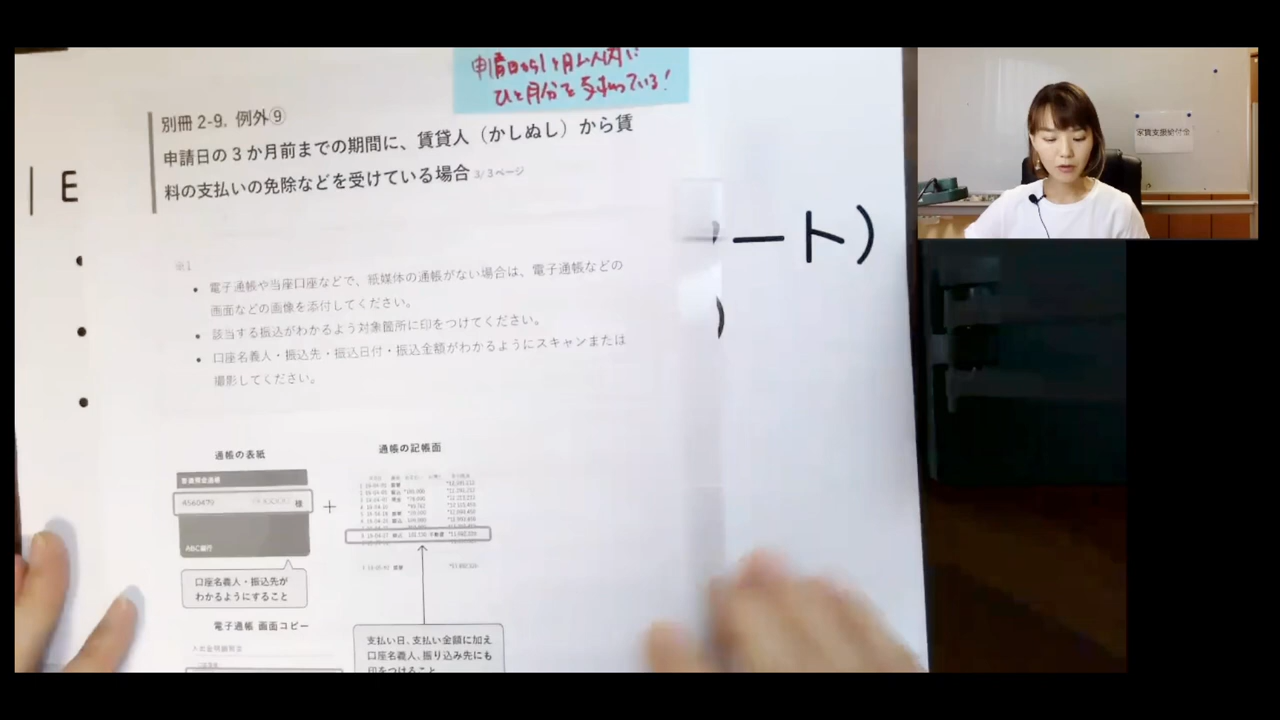 申請日から1ヶ月以内に
ひと月分を支払っている!
別冊 2-9. 例外⑨
申請日の3か月前までの期間に、賃貸人（かしぬし）から賃
料の支払いの免除などを受けている場合 3/3ページ
E
ート)
)
※1
• 電子通帳や当座口座などで、紙媒体の通帳がない場合は、電子通帳などの
画面などの画像を添付してください。
• 該当する振込がわかるよう対象箇所に印をつけてください。
• 口座名義人・振込先・振込日付・振込金額がわかるようにスキャンまたは
撮影してください。
通帳の表紙
通帳の記帳面
普通預金通帳
様
+
ABC銀行
口座名義人・振込先が
わかるようにすること
電子通帳 画面コピー
支払い日、支払い金額に加え
口座名義人、振り込み先にも
印をつけること
家賃支援給付金